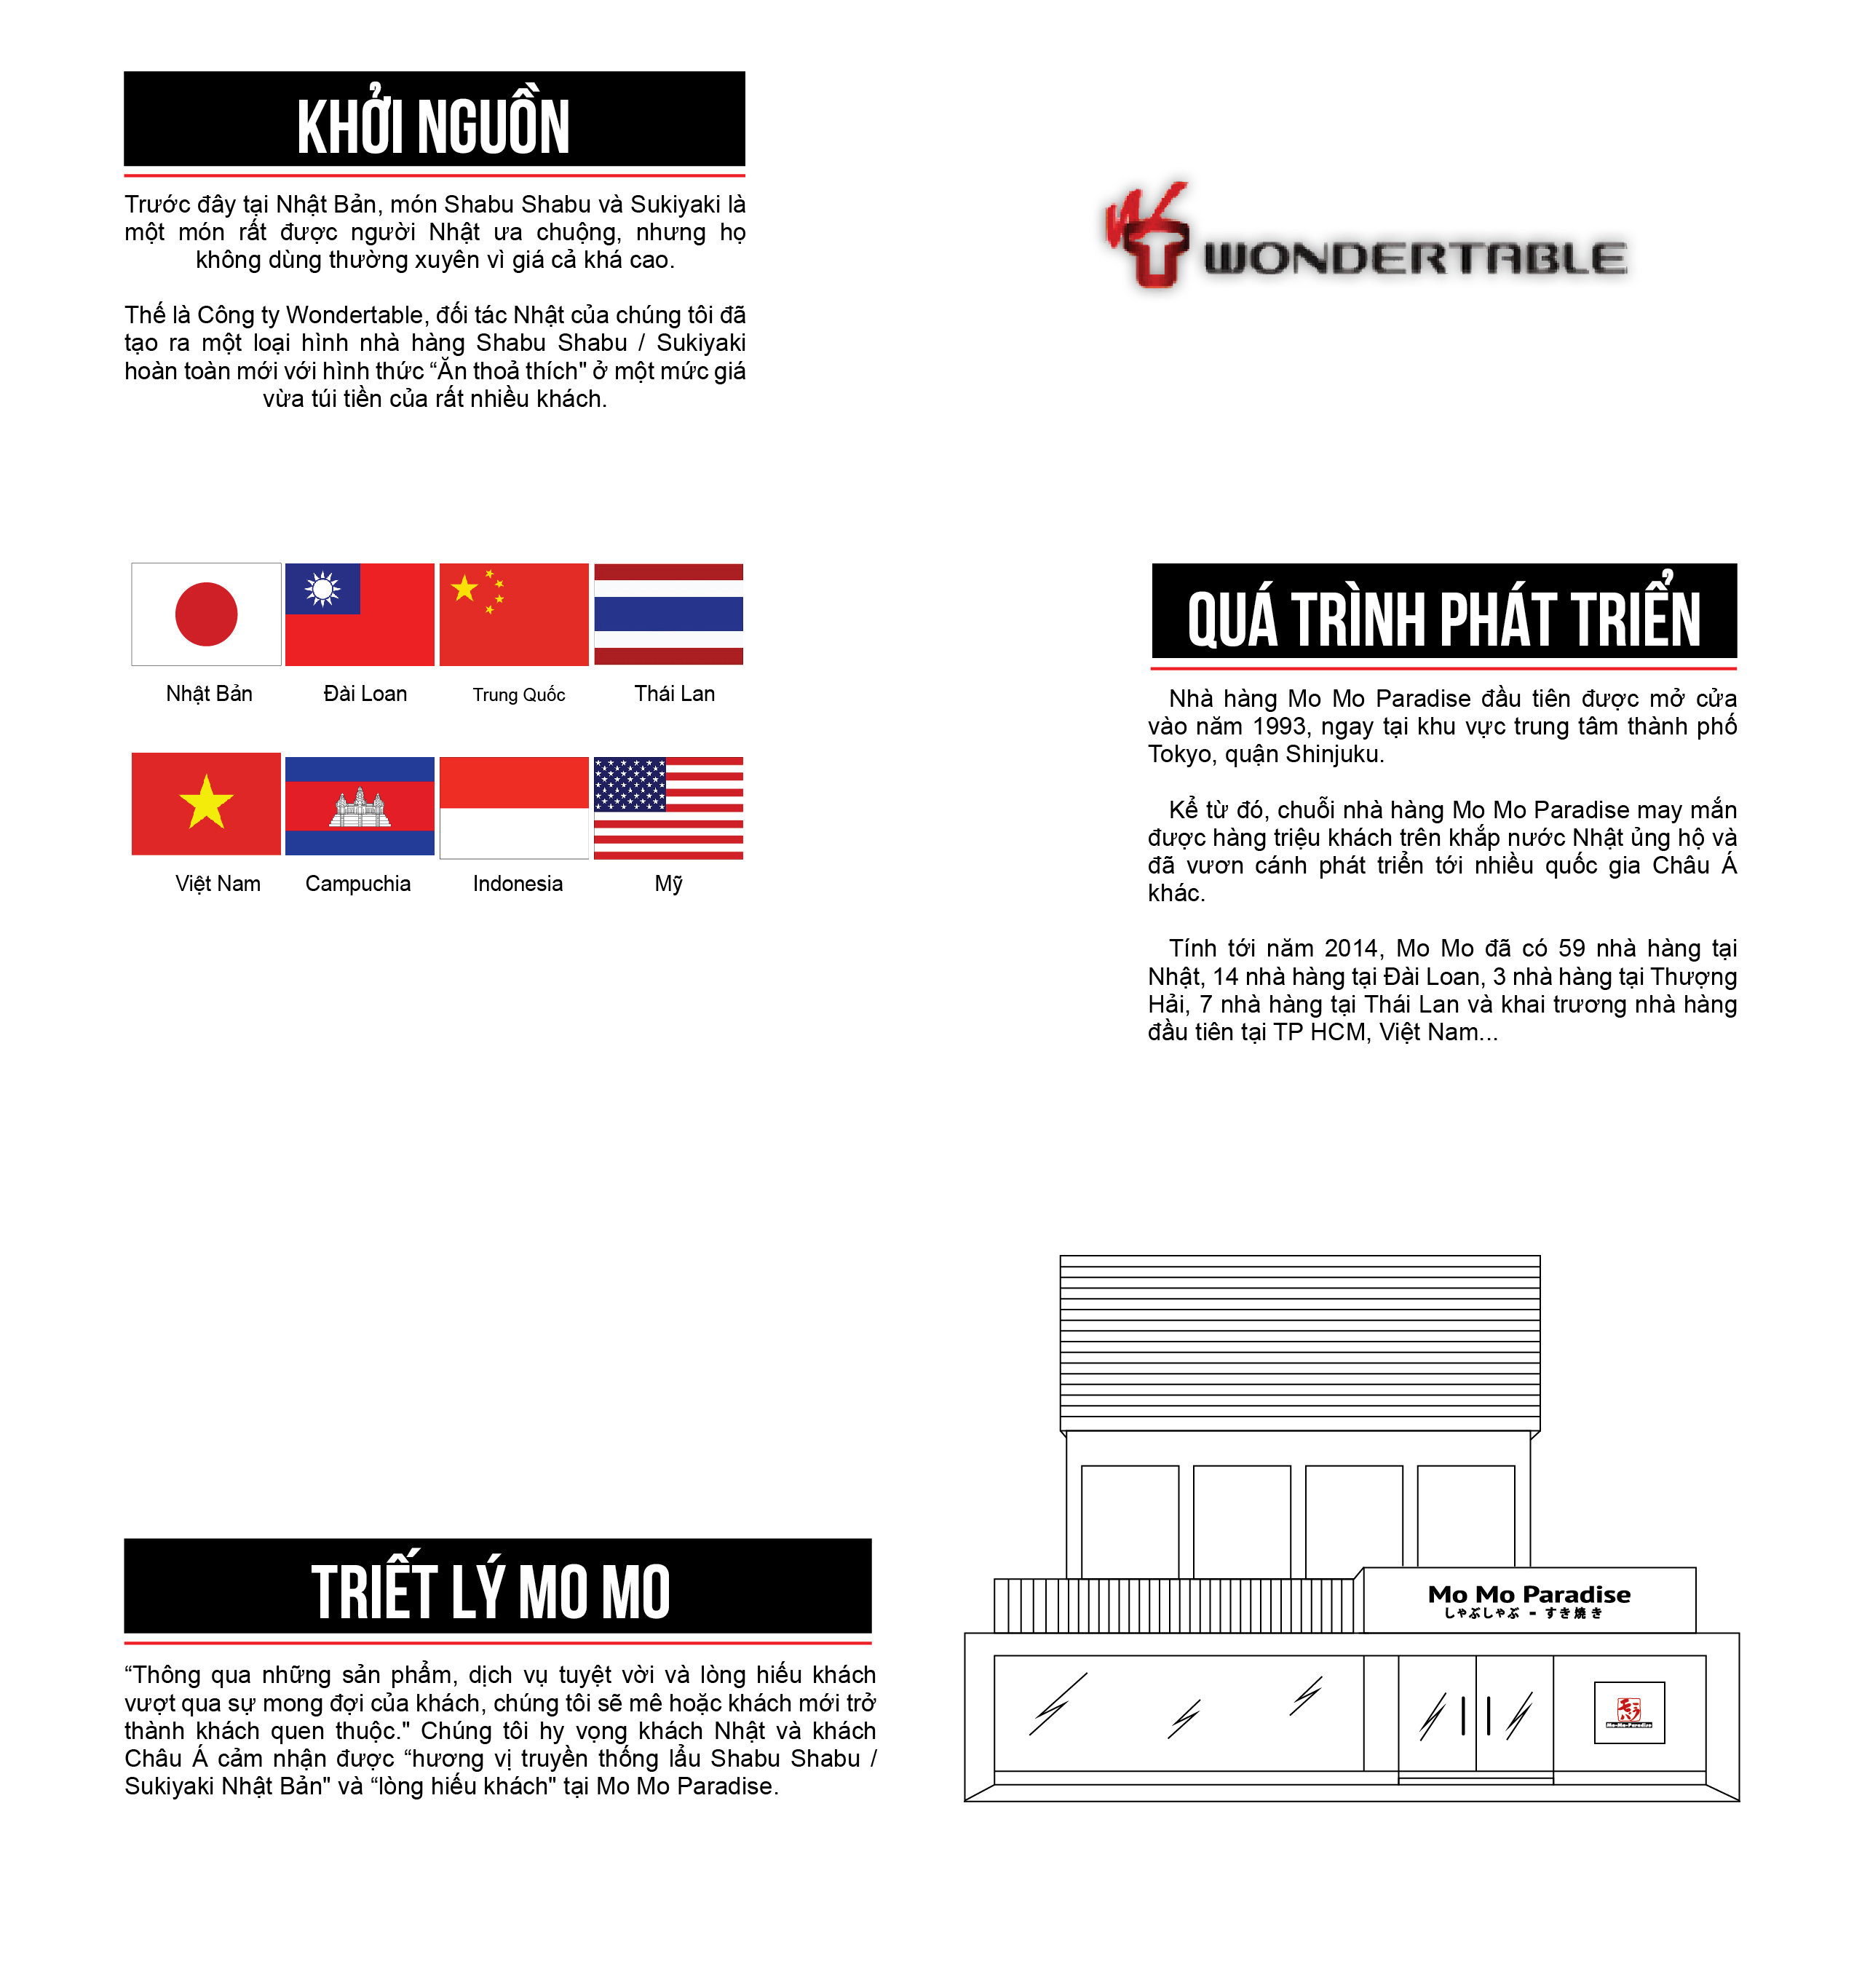 KHỞI NGUỒN
Trước đây tại Nhật Bản, món Shabu Shabu và Sukiyaki là
một món rất được người Nhật ưa chuộng, nhưng họ
không dùng thường xuyên vì giá cả khá cao.
Thế là Công ty Wondertable, đối tác Nhật của chúng tôi đã
tạo ra một loại hình nhà hàng Shabu Shabu / Sukiyaki
hoàn toàn mới với hình thức “Ăn thoả thích" ở một mức giá
vừa túi tiền của rất nhiều khách.
WT WONDERTABLE
Nhật Bản Đài Loan Trung Quốc Thái Lan
Việt Nam Campuchia Indonesia Mỹ
QUÁ TRÌNH PHÁT TRIỂN
Nhà hàng Mo Mo Paradise đầu tiên được mở cửa
vào năm 1993, ngay tại khu vực trung tâm thành phố
Tokyo, quận Shinjuku.
Kể từ đó, chuỗi nhà hàng Mo Mo Paradise may mắn
được hàng triệu khách trên khắp nước Nhật ủng hộ và
đã vươn cánh phát triển tới nhiều quốc gia Châu Á
khác.
Tính tới năm 2014, Mo Mo đã có 59 nhà hàng tại
Nhật, 14 nhà hàng tại Đài Loan, 3 nhà hàng tại Thượng
Hải, 7 nhà hàng tại Thái Lan và khai trương nhà hàng
đầu tiên tại TP HCM, Việt Nam...
TRIẾT LÝ MO MO
“Thông qua những sản phẩm, dịch vụ tuyệt vời và lòng hiếu khách
vượt qua sự mong đợi của khách, chúng tôi sẽ mê hoặc khách mới trở
thành khách quen thuộc." Chúng tôi hy vọng khách Nhật và khách
Châu Á cảm nhận được “hương vị truyền thống lẩu Shabu Shabu /
Sukiyaki Nhật Bản" và “lòng hiếu khách" tại Mo Mo Paradise.
Mo Mo Paradise
しゃぶしゃぶ - すき焼き
Mo-Mo-Paradise